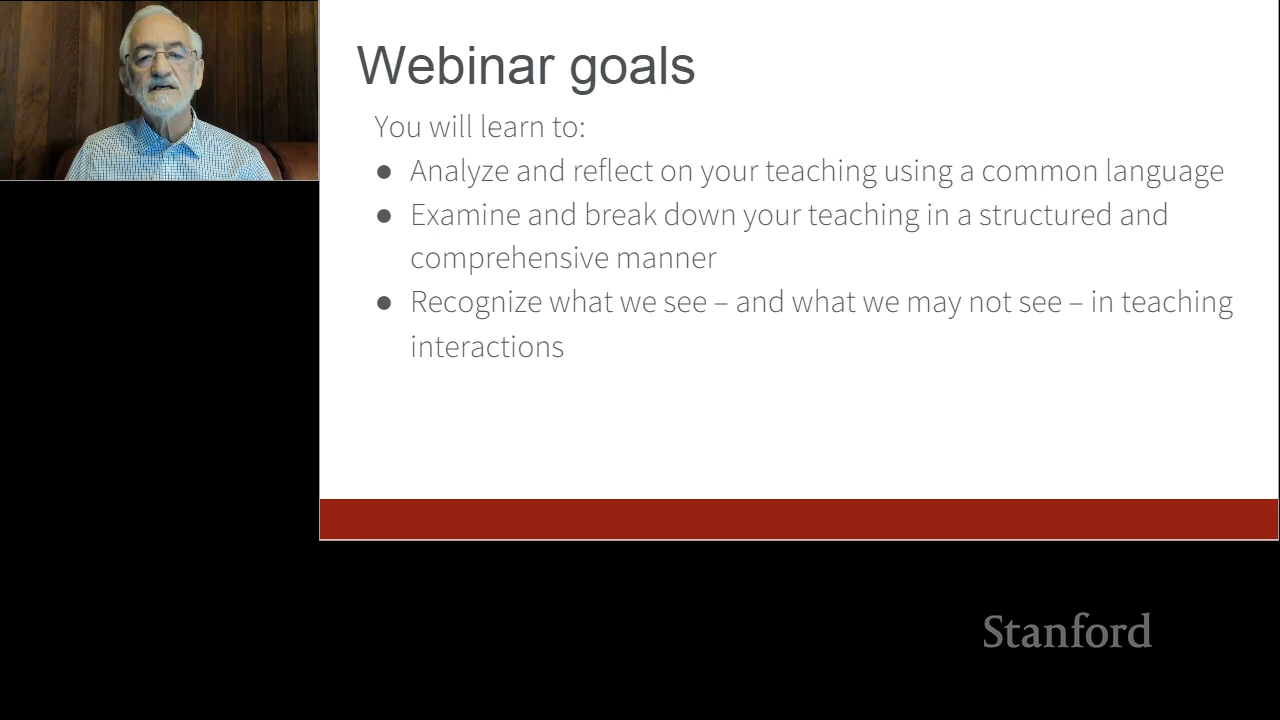 Webinar goals
You will learn to:
● Analyze and reflect on your teaching using a common language
● Examine and break down your teaching in a structured and
comprehensive manner
● Recognize what we see – and what we may not see – in teaching
interactions
Stanford